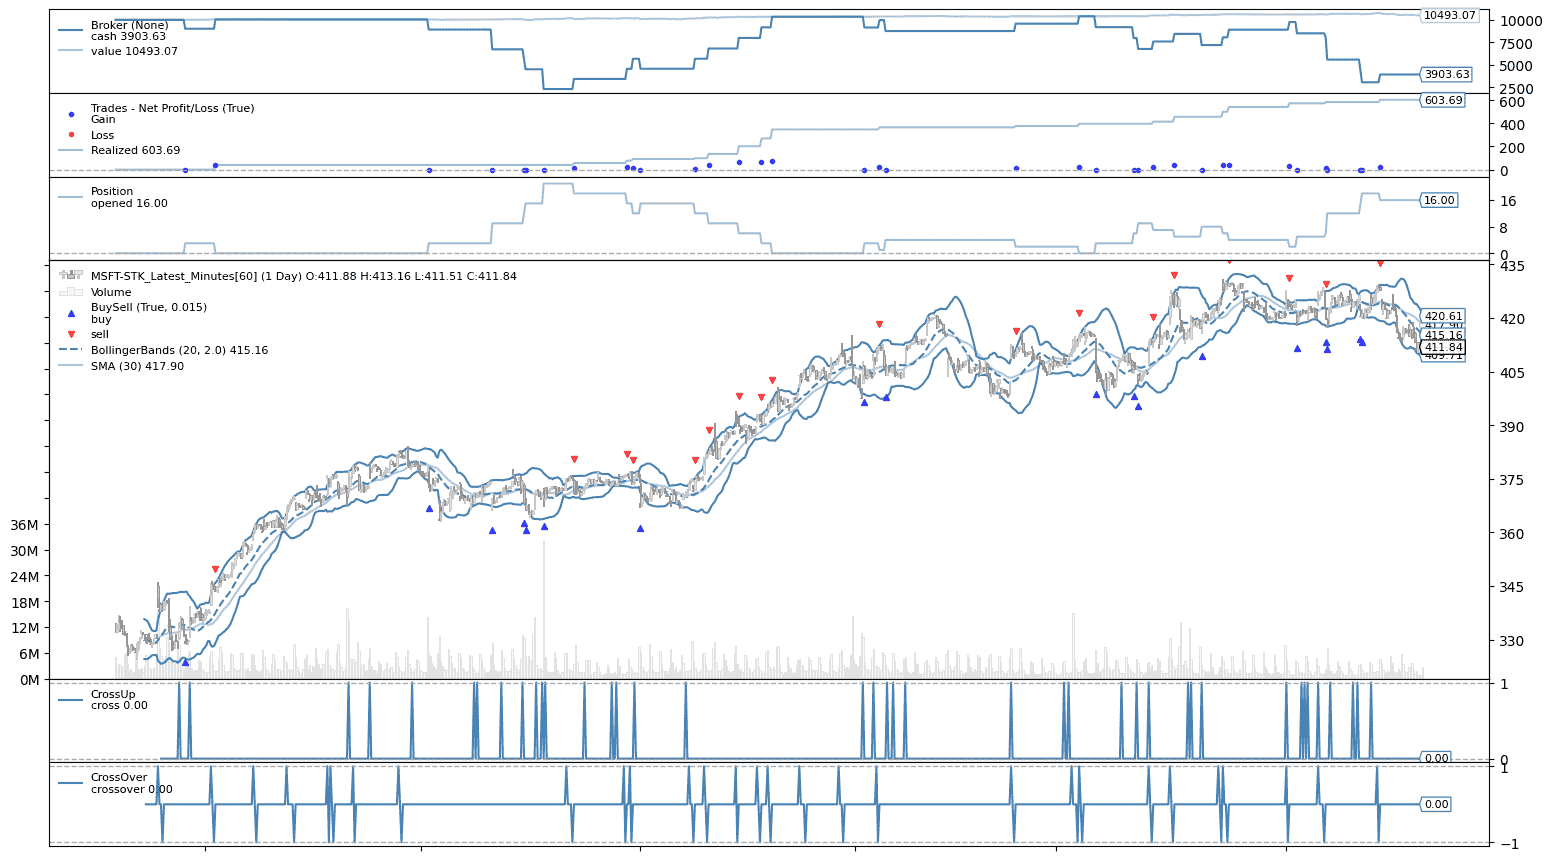 Broker (None)
cash 3903.63
value 10493.07
10493.07
10000
7500
5000
3903.63
2500
Trades - Net Profit/Loss (True)
Gain
Loss
Realized 603.69
603.69
600
400
200
0
Position
opened 16.00
16.00
16
8
0
MSFT-STK_Latest_Minutes[60] (1 Day) O:411.88 H:413.16 L:411.51 C:411.84
Volume
BuySell (True, 0.015)
buy
sell
BollingerBands (20, 2.0) 415.16
SMA (30) 417.90
435
420
405
390
375
360
345
330
420.61
417.90
415.16
411.84
409.71
36M
30M
24M
18M
12M
6M
0M
CrossUp
cross 0.00
1
0
0.00
CrossOver
crossover 0.00
1
0.00
−1